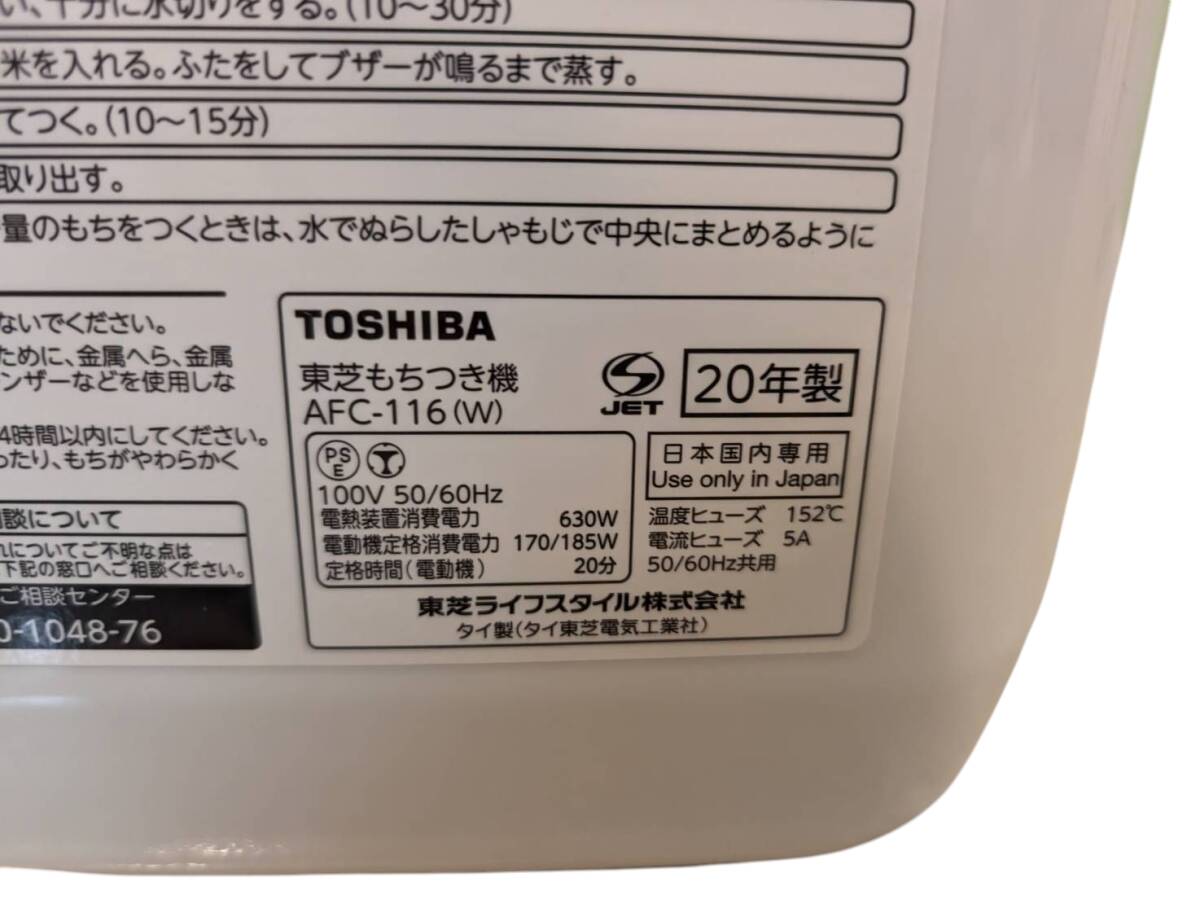 い、十分に水切りをする。(10～30分)
米を入れる。ふたをしてブザーが鳴るまで蒸す。
てつく。(10～15分)
取り出す。
量のもちをつくときは、水でぬらしたしゃもじで中央にまとめるように
ないでください。
ために、金属へら、金属
ンザーなどを使用しな
4時間以内にしてください。
ったり、もちがやわらかく
談について
れについてご不明な点は
下記の窓口へご相談ください。
ご相談センター
0-1048-76
TOSHIBA
東芝もちつき機
AFC-116(W)
JET
20年製
PS
E
100V 50/60Hz
電熱装置消費電力 630W
電動機定格消費電力 170/185W
定格時間(電動機) 20分
日本国内専用
Use only in Japan
温度ヒューズ 152℃
電流ヒューズ 5A
50/60Hz共用
東芝ライフスタイル株式会社
タイ製(タイ東芝電気工業社)